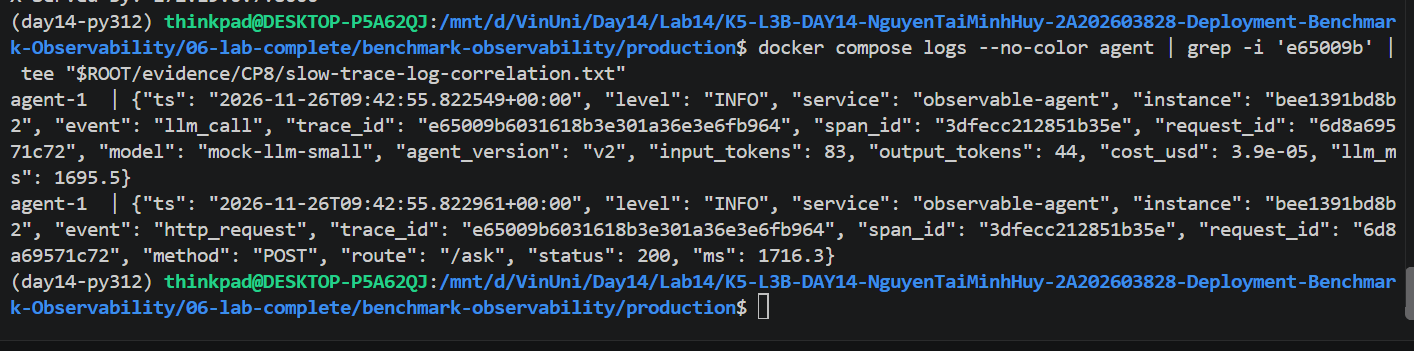 (day14-py312) thinkpad@DESKTOP-P5A62QJ:/mnt/d/VinUni/Day14/Lab14/K5-L3B-DAY14-NguyenTaiMinhHuy-2A202603828-Deployment-Benchmar
k-Observability/06-lab-complete/benchmark-observability/production$ docker compose logs --no-color agent | grep -i 'e65009b' |
 tee "$ROOT/evidence/CP8/slow-trace-log-correlation.txt"
agent-1  | {"ts": "2026-11-26T09:42:55.822549+00:00", "level": "INFO", "service": "observable-agent", "instance": "bee1391bd8b
2", "event": "llm_call", "trace_id": "e65009b6031618b3e301a36e3e6fb964", "span_id": "3dfecc212851b35e", "request_id": "6d8a695
71c72", "model": "mock-llm-small", "agent_version": "v2", "input_tokens": 83, "output_tokens": 44, "cost_usd": 3.9e-05, "llm_m
s": 1695.5}
agent-1  | {"ts": "2026-11-26T09:42:55.822961+00:00", "level": "INFO", "service": "observable-agent", "instance": "bee1391bd8b
2", "event": "http_request", "trace_id": "e65009b6031618b3e301a36e3e6fb964", "span_id": "3dfecc212851b35e", "request_id": "6d8
a69571c72", "method": "POST", "route": "/ask", "status": 200, "ms": 1716.3}
(day14-py312) thinkpad@DESKTOP-P5A62QJ:/mnt/d/VinUni/Day14/Lab14/K5-L3B-DAY14-NguyenTaiMinhHuy-2A202603828-Deployment-Benchmar
k-Observability/06-lab-complete/benchmark-observability/production$